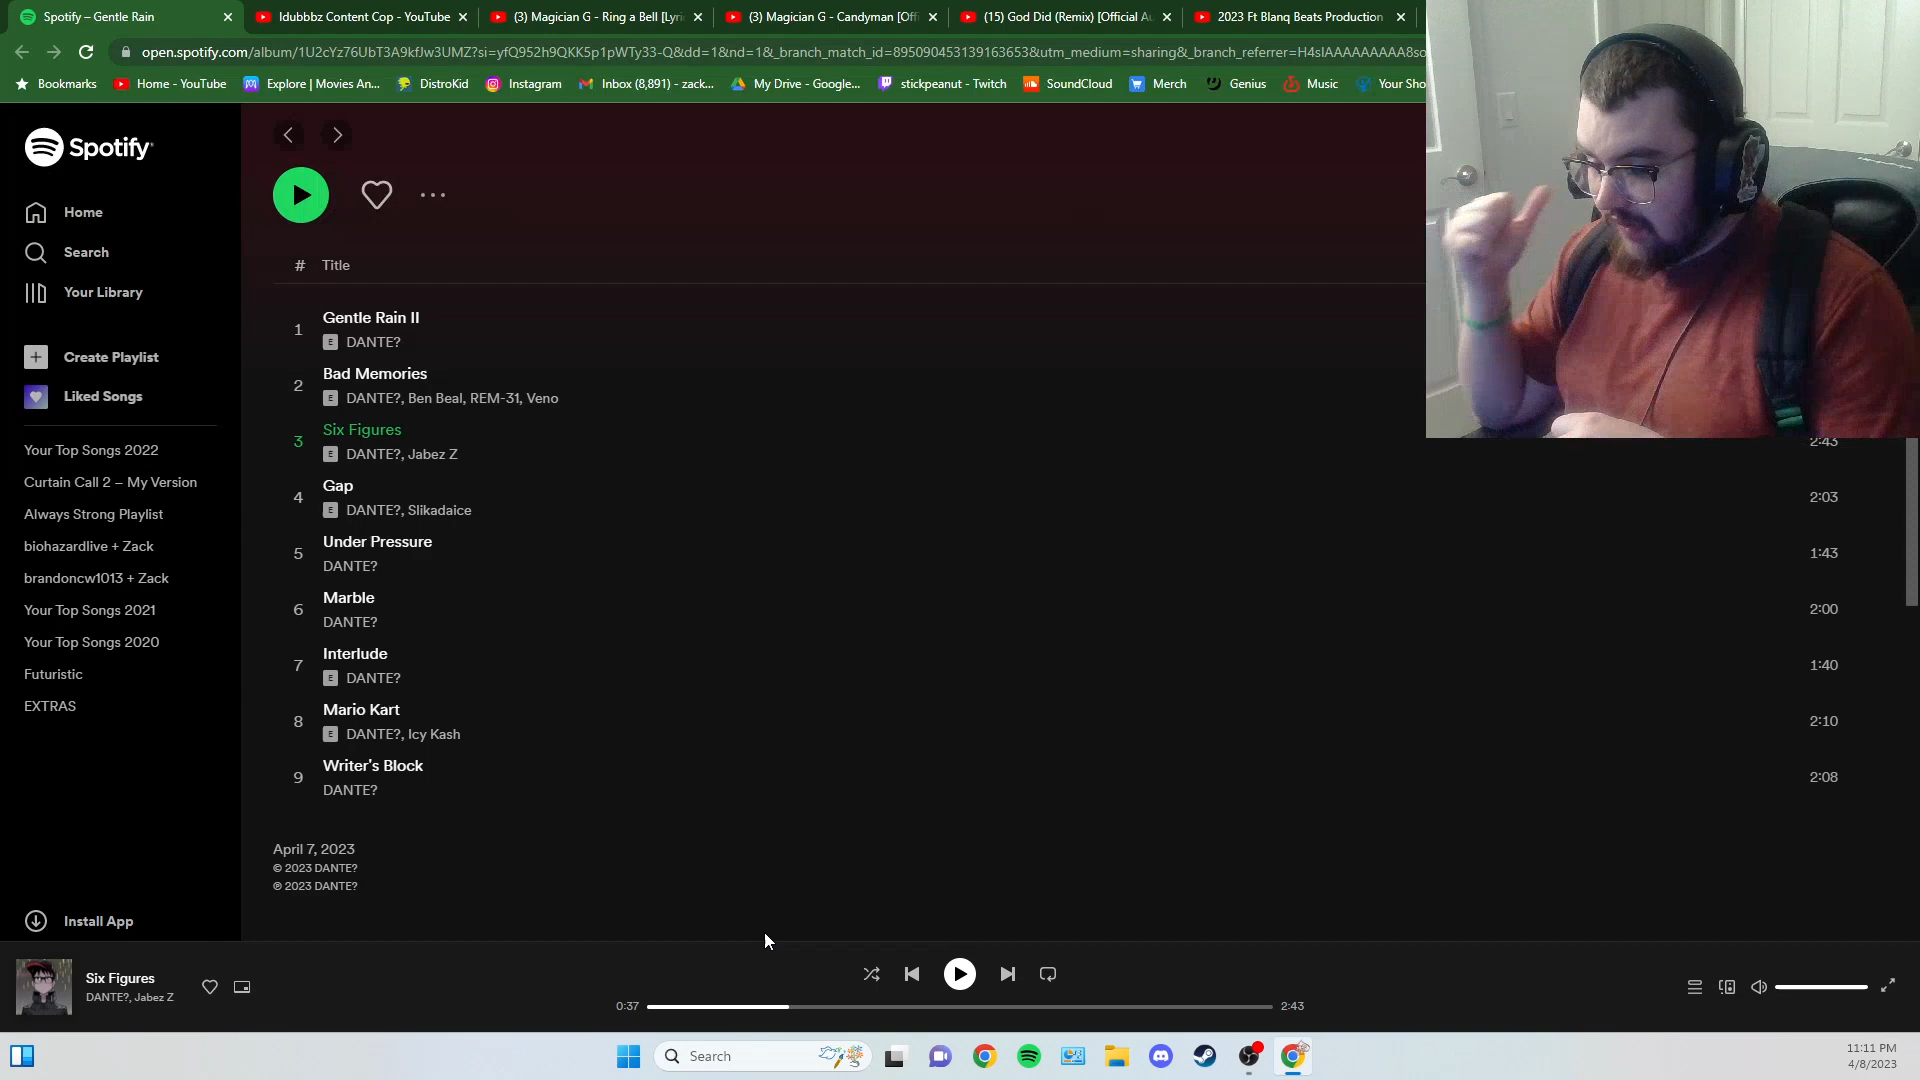 Spotify – Gentle Rain
Idubbbz Content Cop - YouTube
(3) Magician G - Ring a Bell [Lyri
(3) Magician G - Candyman [Offi
(15) God Did (Remix) [Official Au
2023 Ft Blanq Beats Production
open.spotify.com/album/1U2cYz76UbT3A9kfJw3UMZ?si=yfQ952h9QKK5p1pWTy33-Q&dd=1&nd=1&_branch_match_id=895090453139163653&utm_medium=sharing&_branch_referrer=H4sIAAAAAAAAA8so
Bookmarks
Home - YouTube
Explore | Movies An...
DistroKid
Instagram
Inbox (8,891) - zack...
My Drive - Google...
stickpeanut - Twitch
SoundCloud
Merch
Genius
Music
Your Sho
Spotify
Home
Search
Your Library
Create Playlist
Liked Songs
Your Top Songs 2022
Curtain Call 2 – My Version
Always Strong Playlist
biohazardlive + Zack
brandoncw1013 + Zack
Your Top Songs 2021
Your Top Songs 2020
Futuristic
EXTRAS
Install App
# Title
1 Gentle Rain II
E DANTE?
2 Bad Memories
E DANTE?, Ben Beal, REM-31, Veno
3 Six Figures 2:43
E DANTE?, Jabez Z
4 Gap 2:03
E DANTE?, Slikadaice
5 Under Pressure 1:43
DANTE?
6 Marble 2:00
DANTE?
7 Interlude 1:40
E DANTE?
8 Mario Kart 2:10
E DANTE?, Icy Kash
9 Writer's Block 2:08
DANTE?
April 7, 2023
© 2023 DANTE?
℗ 2023 DANTE?
Six Figures
DANTE?, Jabez Z
0:37
2:43
Search
11:11 PM
4/8/2023